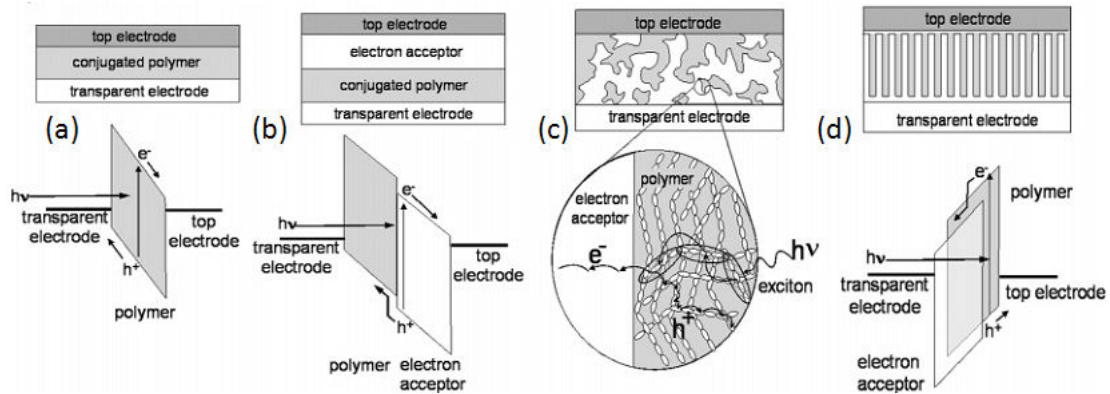 top electrode
conjugated polymer
transparent electrode
(a)
e-
hν
transparent
electrode
top
electrode
h+
polymer
top electrode
electron acceptor
conjugated polymer
transparent electrode
(b)
e-
hν
transparent
electrode
top
electrode
h+
polymer electron
acceptor
top electrode
transparent electrode
(c)
electron
acceptor
polymer
e-
hν
exciton
h+
top electrode
transparent electrode
(d)
e-
polymer
hν
transparent
electrode
top electrode
h+
electron
acceptor